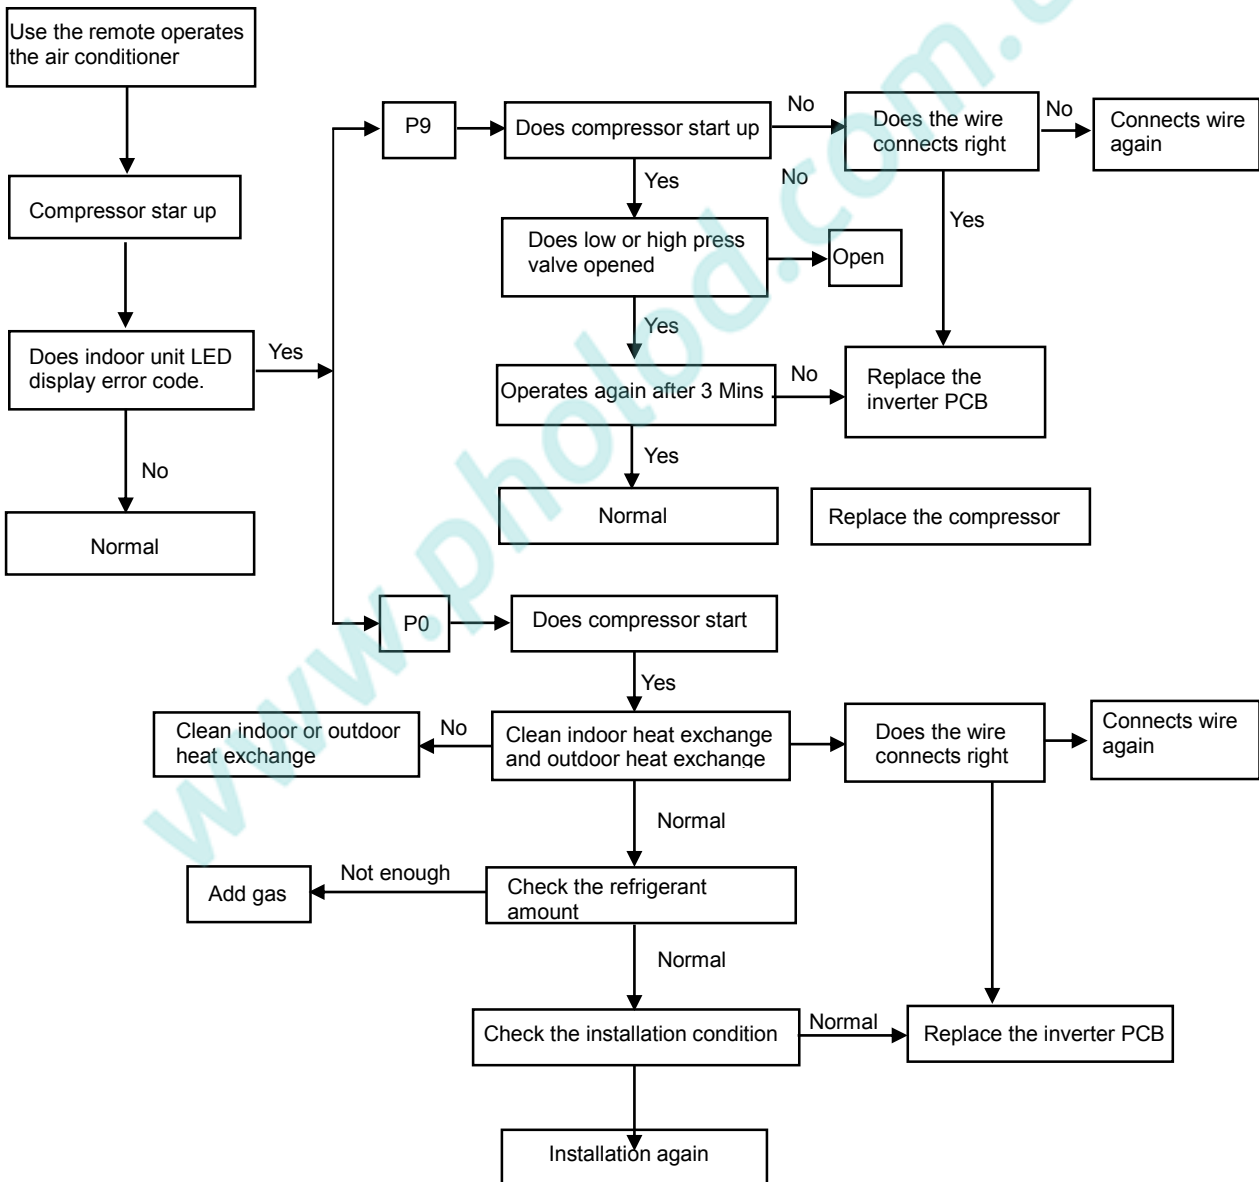 Use the remote operates
the air conditioner
Compressor star up
Does indoor unit LED
display error code.
Yes
No
Normal
P9
Does compressor start up
No
Does the wire
connects right
No
Connects wire
again
Yes
No
Yes
Does low or high press
valve opened
Open
Yes
Operates again after 3 Mins
No
Replace the
inverter PCB
Yes
Normal
Replace the compressor
P0
Does compressor start
Yes
Clean indoor or outdoor
heat exchange
No
Clean indoor heat exchange
and outdoor heat exchange
Does the wire
connects right
Connects wire
again
Normal
Add gas
Not enough
Check the refrigerant
amount
Normal
Check the installation condition
Normal
Replace the inverter PCB
Installation again
www.pholod.com.